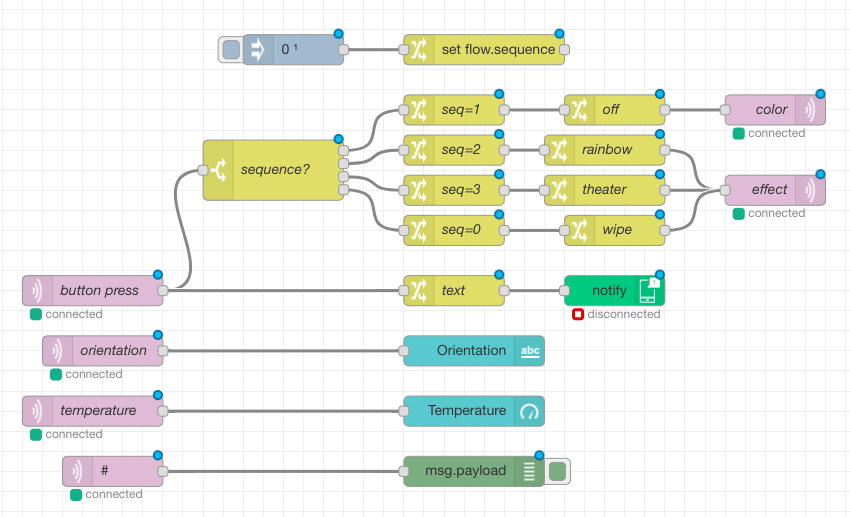 0 ¹
set flow.sequence
seq=1
off
color
connected
sequence?
seq=2
rainbow
seq=3
theater
effect
connected
seq=0
wipe
button press
connected
text
notify
disconnected
orientation
connected
Orientation
abc
temperature
connected
Temperature
#
connected
msg.payload